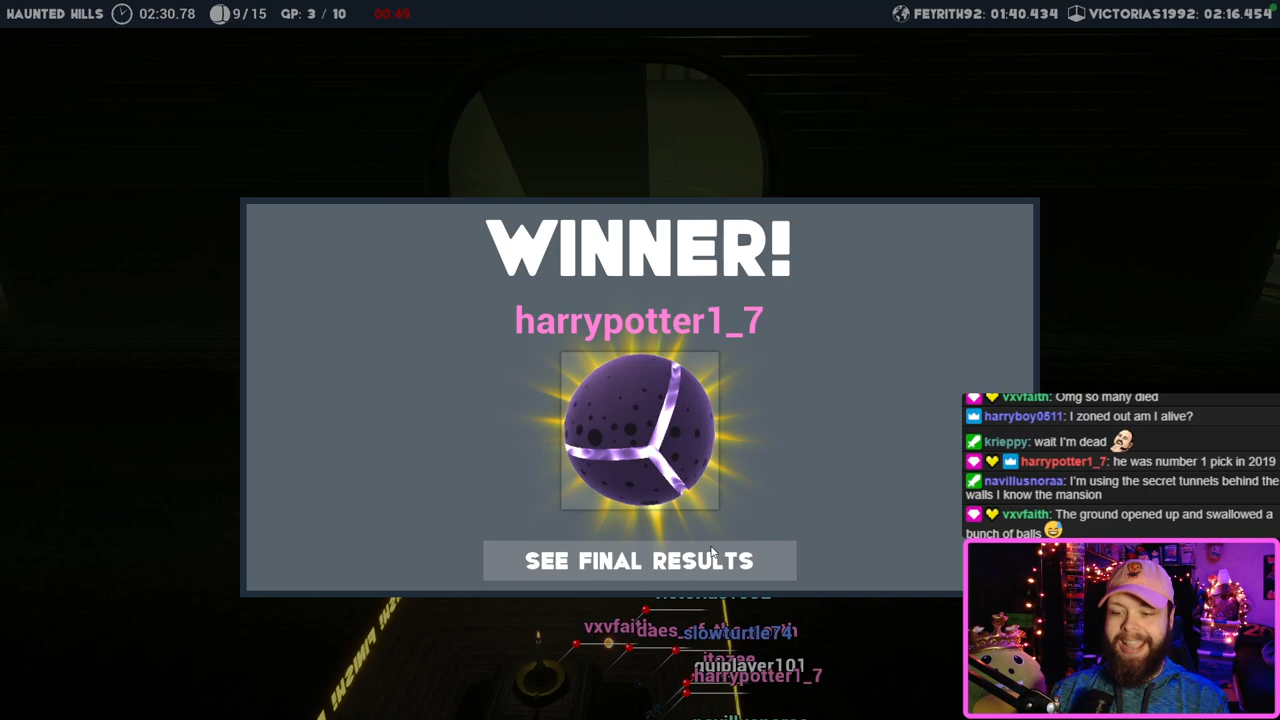 HAUNTED HILLS 02:30.78 9/15 GP: 3 / 10 00:49 FEYRITH92: 01:40.434 VICTORIAS1992: 02:16.454
WINNER!
harrypotter1_7
SEE FINAL RESULTS
vxvfaith: Omg so many died
harryboy0511: I zoned out am I alive?
krieppy: wait I'm dead
harrypotter1_7: he was number 1 pick in 2019
navillusnoraa: I'm using the secret tunnels behind the
walls I know the mansion
vxvfaith: The ground opened up and swallowed a
bunch of balls
vxvfaith
slowturtle74
quiplayer101
harrypotter1_7